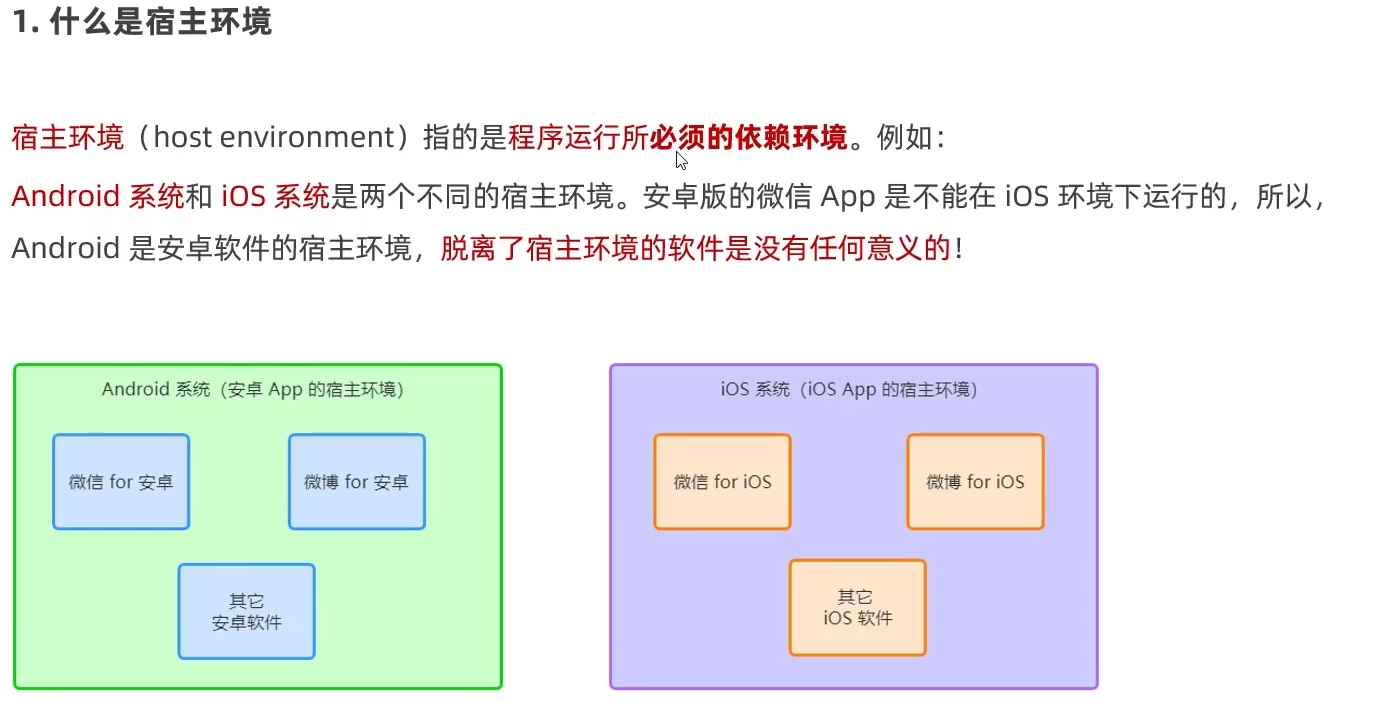 1. 什么是宿主环境
宿主环境（host environment）指的是程序运行所必须的依赖环境。例如：
Android 系统和 iOS 系统是两个不同的宿主环境。安卓版的微信 App 是不能在 iOS 环境下运行的，所以，
Android 是安卓软件的宿主环境，脱离了宿主环境的软件是没有任何意义的！
Android 系统（安卓 App 的宿主环境）
微信 for 安卓
微博 for 安卓
其它
安卓软件
iOS 系统（iOS App 的宿主环境）
微信 for iOS
微博 for iOS
其它
iOS 软件